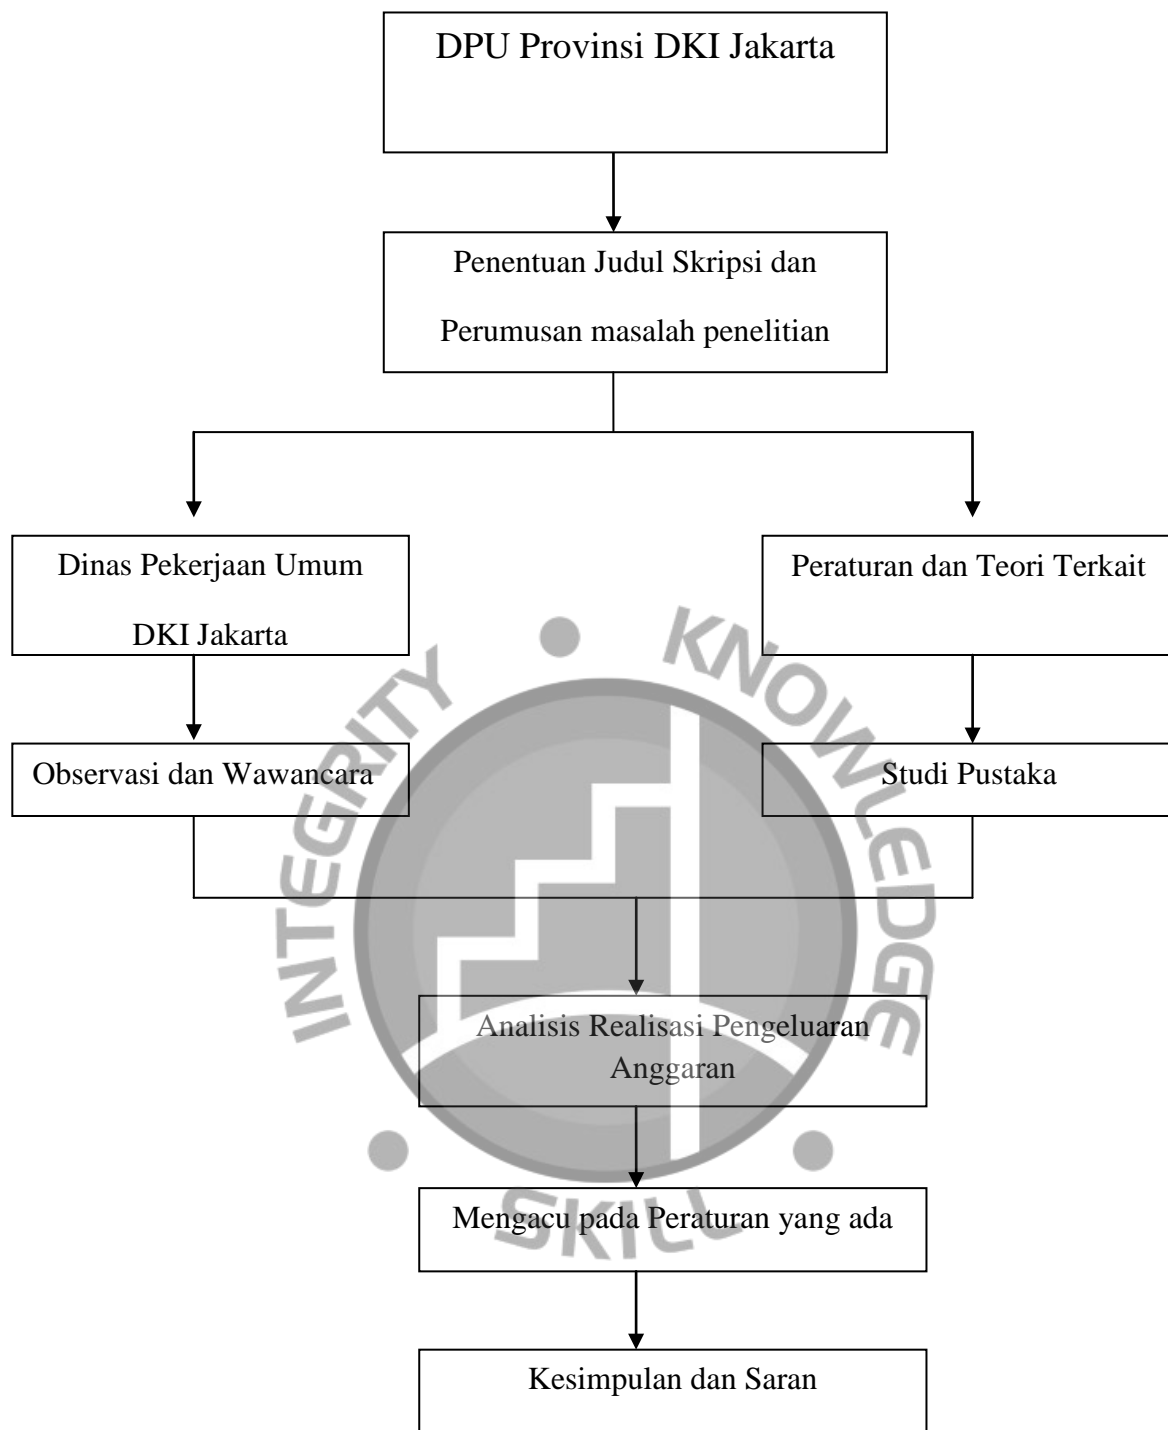 DPU Provinsi DKI Jakarta
Penentuan Judul Skripsi dan
Perumusan masalah penelitian
Dinas Pekerjaan Umum
DKI Jakarta
Peraturan dan Teori Terkait
Observasi dan Wawancara
Studi Pustaka
INTEGRITY
KNOWLEDGE
Analisis Realisasi Pengeluaran
Anggaran
Mengacu pada Peraturan yang ada
SKILL
Kesimpulan dan Saran